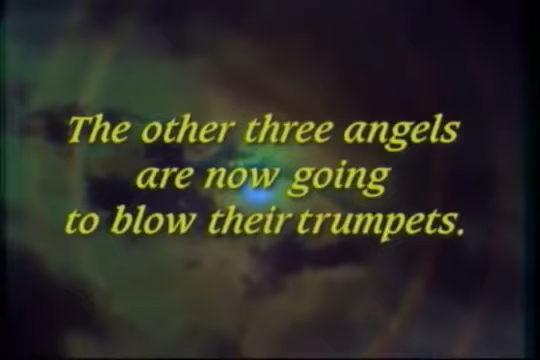 The other three angels
are now going
to blow their trumpets.